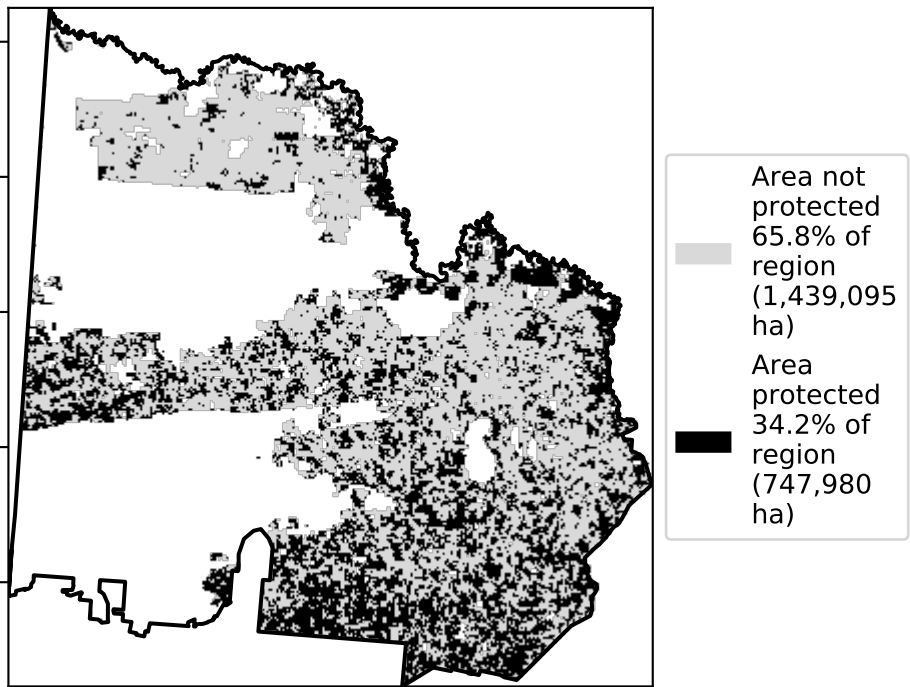 Area not
protected
65.8% of
region
(1,439,095
ha)
Area
protected
34.2% of
region
(747,980
ha)